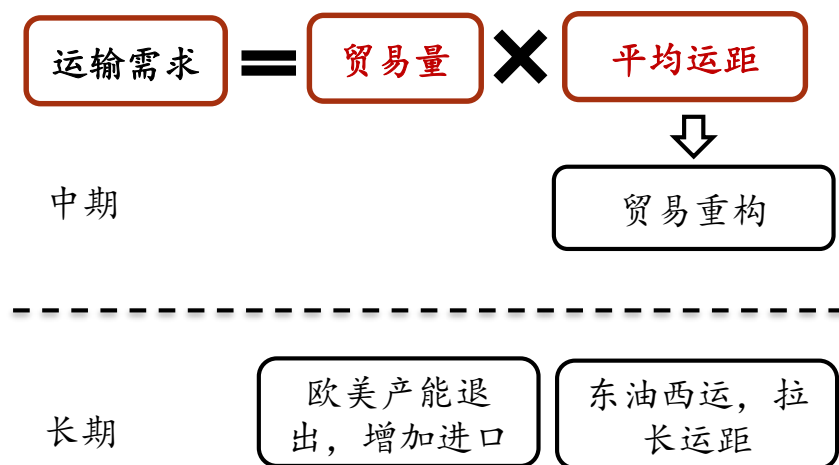 运输需求 = 贸易量 × 平均运距
中期
贸易重构
长期
欧美产能退
出，增加进口
东油西运，拉
长运距